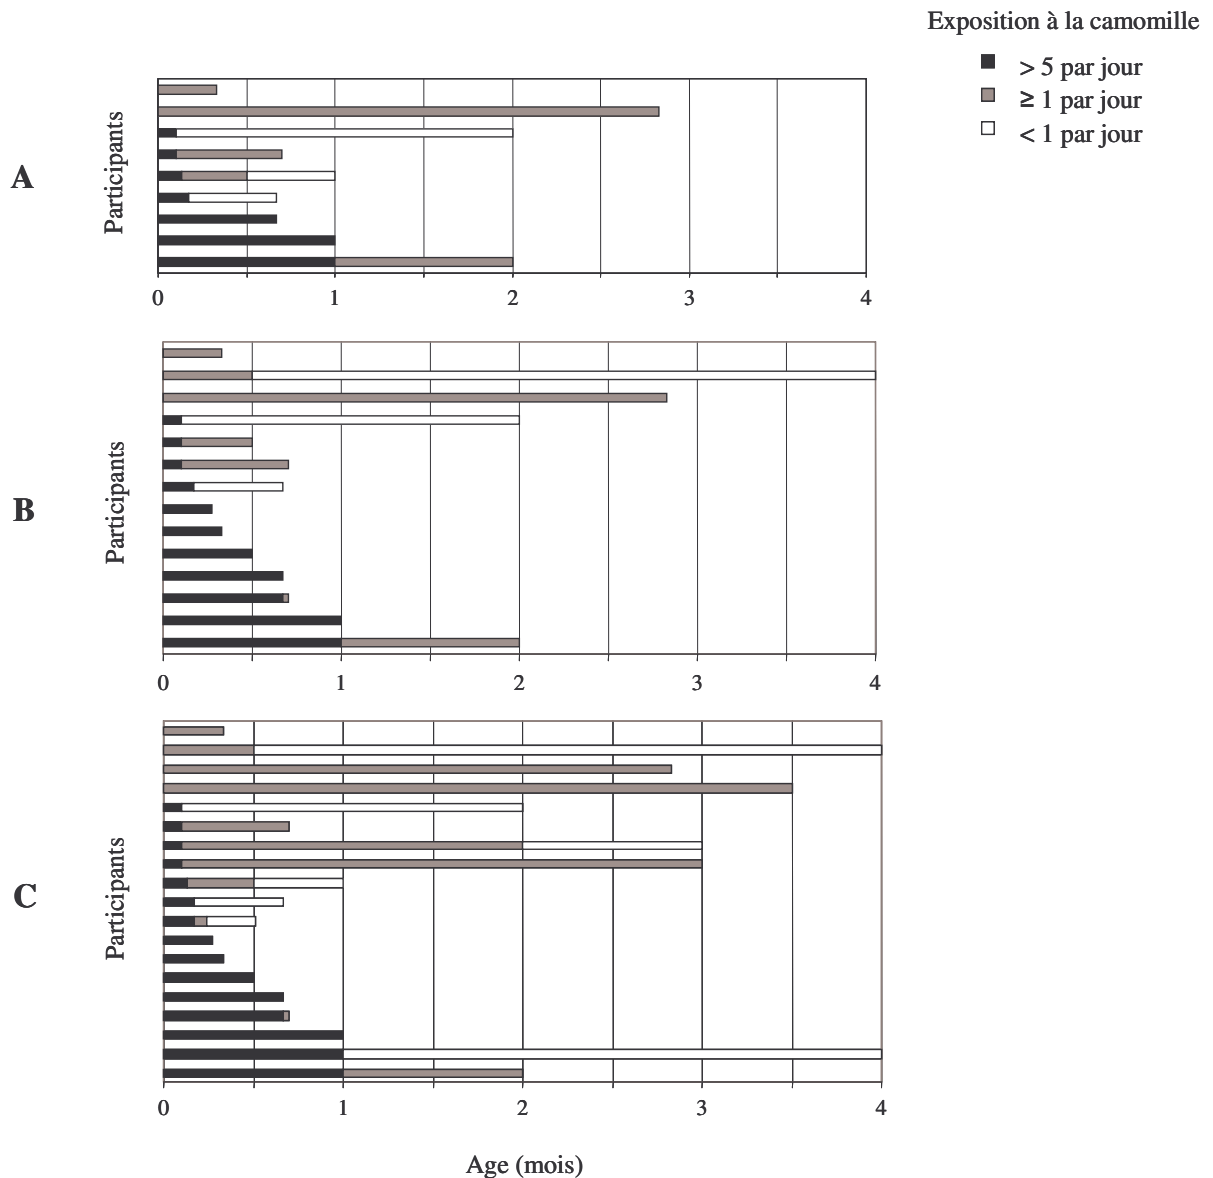 Exposition à la camomille
> 5 par jour
≥ 1 par jour
< 1 par jour
A
Participants
0 1 2 3 4
B
Participants
0 1 2 3 4
C
Participants
0 1 2 3 4
Age (mois)